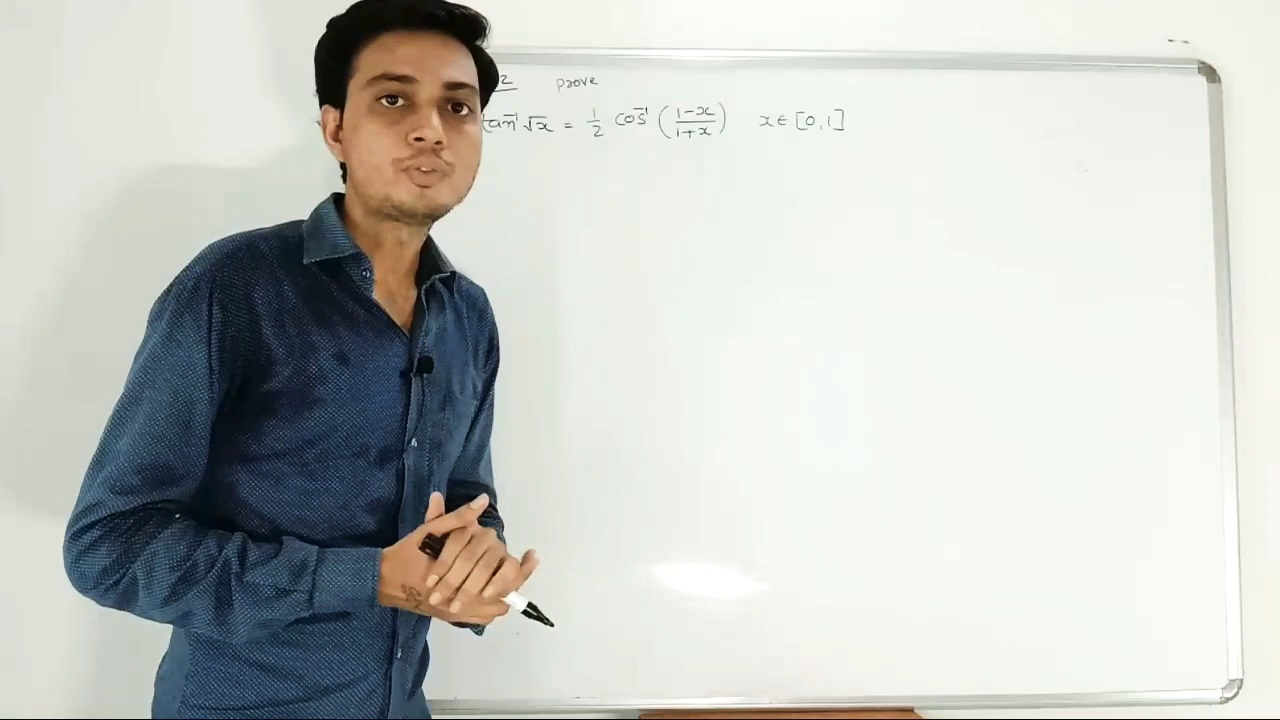 2 prove
tan⁻¹ √x = 1/2 cos⁻¹ ((1-x)/(1+x)) x ∈ [0,1]